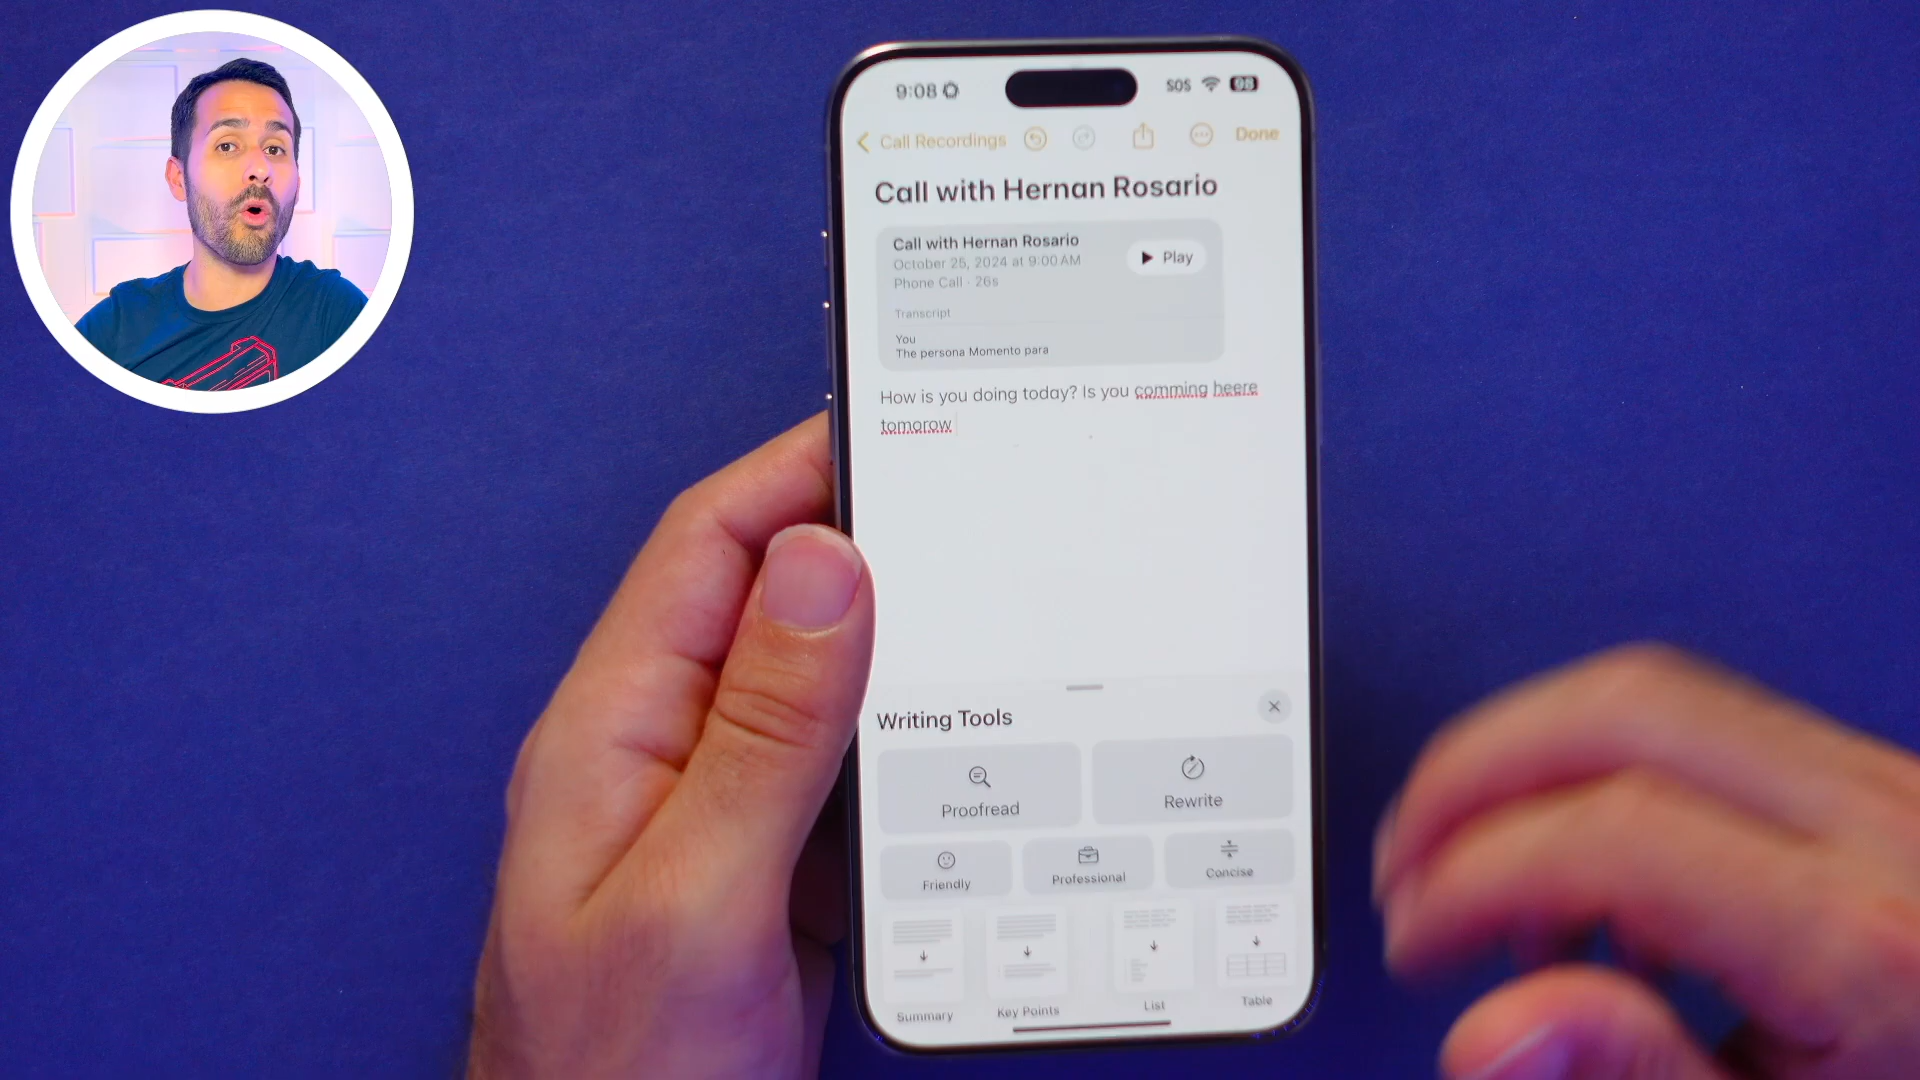 9:08 SOS 98
Call Recordings Done
Call with Hernan Rosario
Call with Hernan Rosario
October 25, 2024 at 9:00 AM
Play
Phone Call · 26s
Transcript
You
The persona Momento para
How is you doing today? Is you comming heere
tomorow
Writing Tools
Proofread Rewrite
Friendly Professional Concise
Summary Key Points List Table